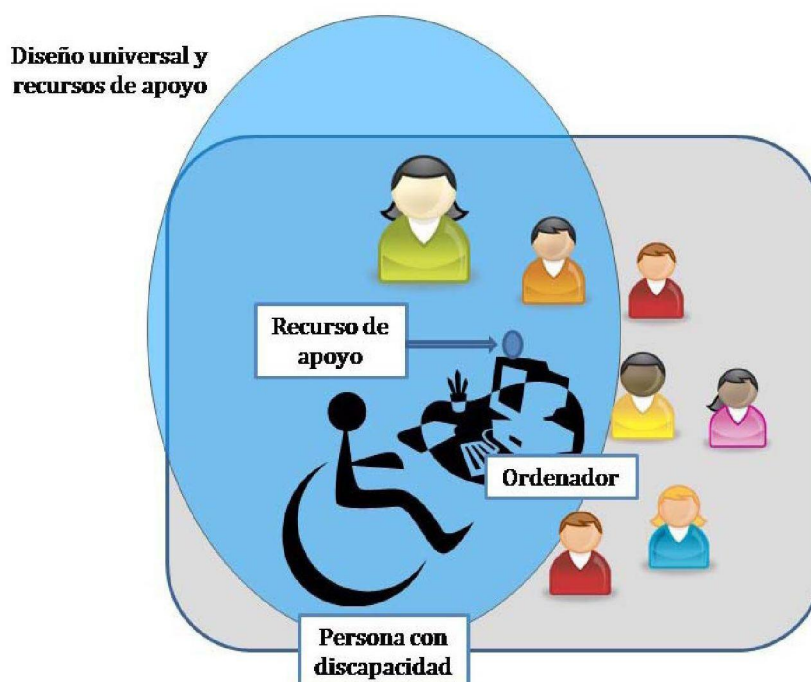 Diseño universal y
recursos de apoyo
Recurso de
apoyo
Ordenador
Persona con
discapacidad